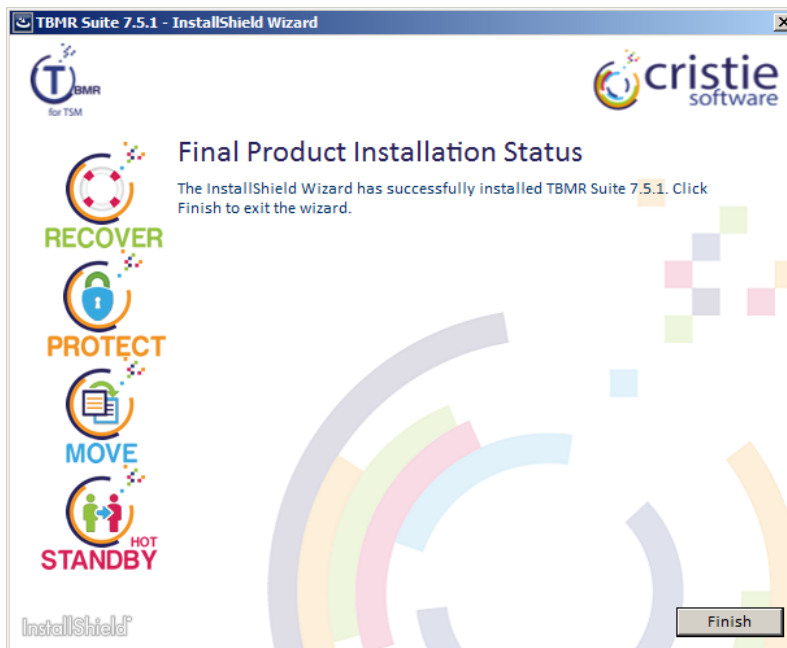 TBMR Suite 7.5.1 - InstallShield Wizard
TBMR
for TSM
cristie
software
Final Product Installation Status
The InstallShield Wizard has successfully installed TBMR Suite 7.5.1. Click
Finish to exit the wizard.
RECOVER
PROTECT
MOVE
HOT
STANDBY
InstallShield
Finish